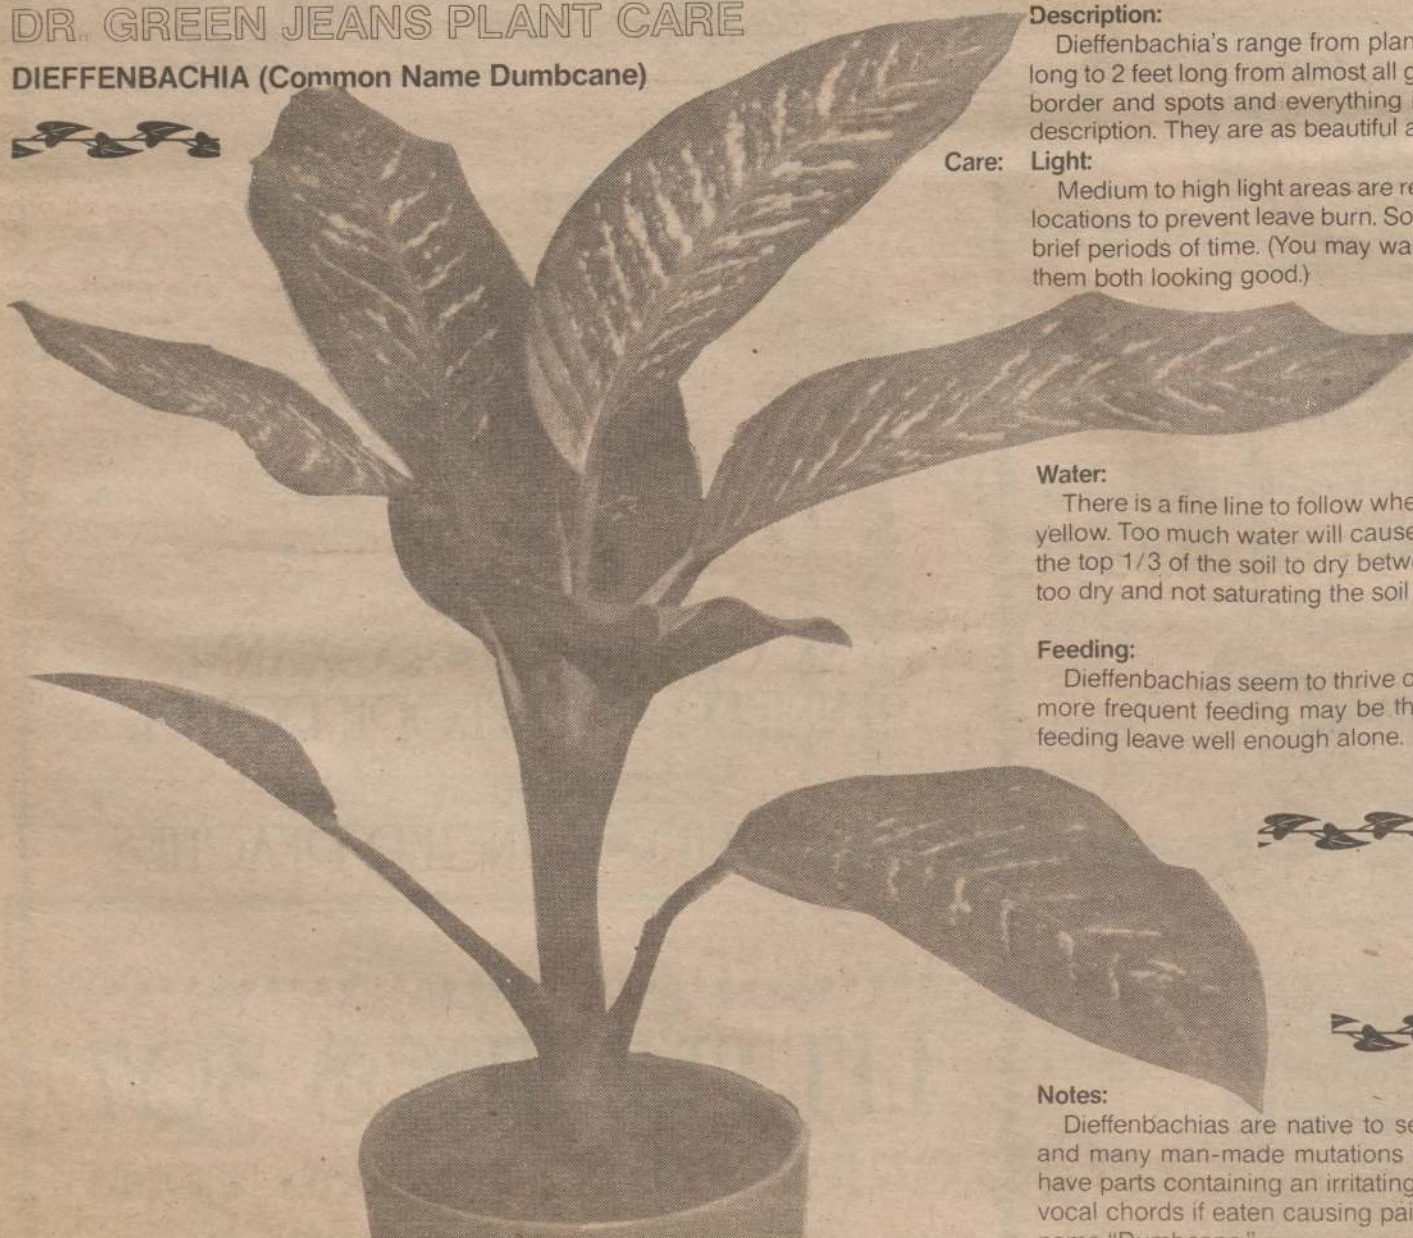 DR. GREEN JEANS PLANT CARE
DIEFFENBACHIA (Common Name Dumbcane)
Description:
Dieffenbachia's range from plan
long to 2 feet long from almost all g
border and spots and everything
description. They are as beautiful a
Care: Light:
Medium to high light areas are re
locations to prevent leave burn. So
brief periods of time. (You may wa
them both looking good.)
Water:
There is a fine line to follow whe
yellow. Too much water will cause
the top 1/3 of the soil to dry betw
too dry and not saturating the soil
Feeding:
Dieffenbachias seem to thrive o
more frequent feeding may be th
feeding leave well enough alone.
Notes:
Dieffenbachias are native to se
and many man-made mutations
have parts containing an irritating
vocal chords if eaten causing pai
name "Dumbcane."